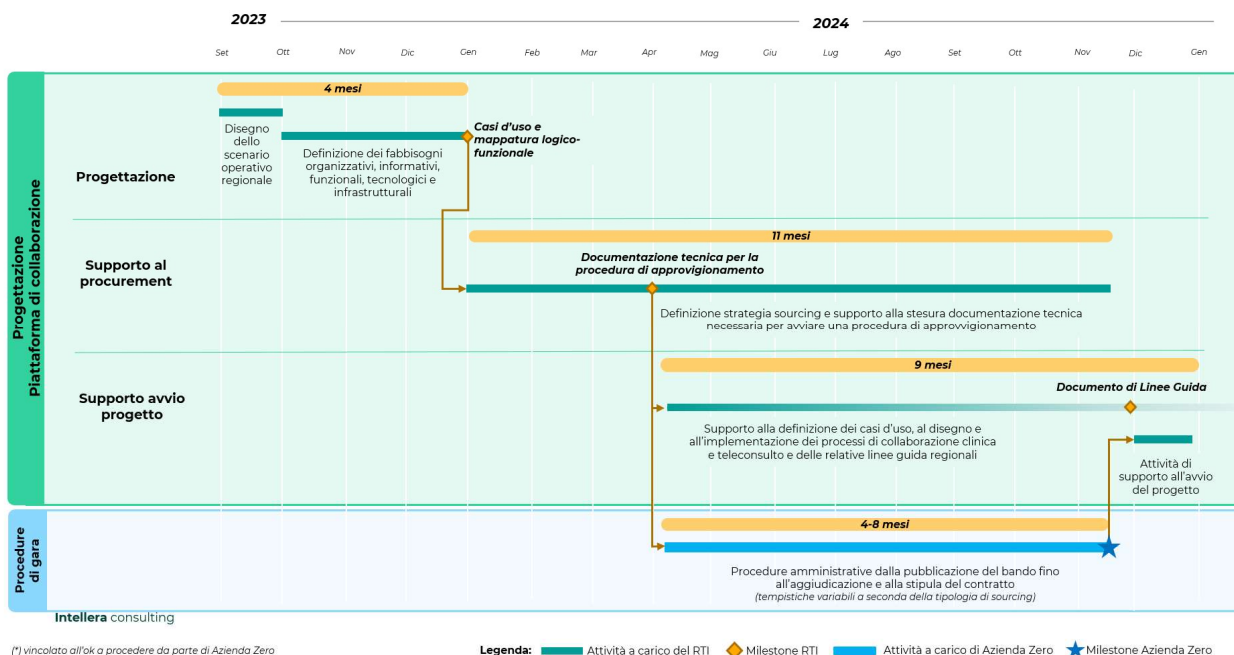 2023
2024
Set
Ott
Nov
Dic
Gen
Feb
Mar
Apr
Mag
Giu
Lug
Ago
Set
Ott
Nov
Dic
Gen
Progettazione
Piattaforma di collaborazione
4 mesi
Disegno
dello
scenario
operativo
regionale
Casi d'uso e
mappatura logico-
funzionale
Definizione dei fabbisogni
organizzativi, informativi,
funzionali, tecnologici e
infrastrutturali
Progettazione
11 mesi
Supporto al
procurement
Documentazione tecnica per la
procedura di approvigionamento
Definizione strategia sourcing e supporto alla stesura documentazione tecnica
necessaria per avviare una procedura di approvvigionamento
9 mesi
Supporto avvio
progetto
Documento di Linee Guida
Supporto alla definizione dei casi d'uso, al disegno e
all'implementazione dei processi di collaborazione clinica
e teleconsulto e delle relative linee guida regionali
Attività di
supporto all'avvio
del progetto
Procedure
di gara
4-8 mesi
Procedure amministrative dalla pubblicazione del bando fino
all'aggiudicazione e alla stipula del contratto
(tempistiche variabili a seconda della tipologia di sourcing)
Intellera consulting
(*) vincolato all'ok a procedere da parte di Azienda Zero
Legenda: Attività a carico del RTI Milestone RTI Attività a carico di Azienda Zero Milestone Azienda Zero